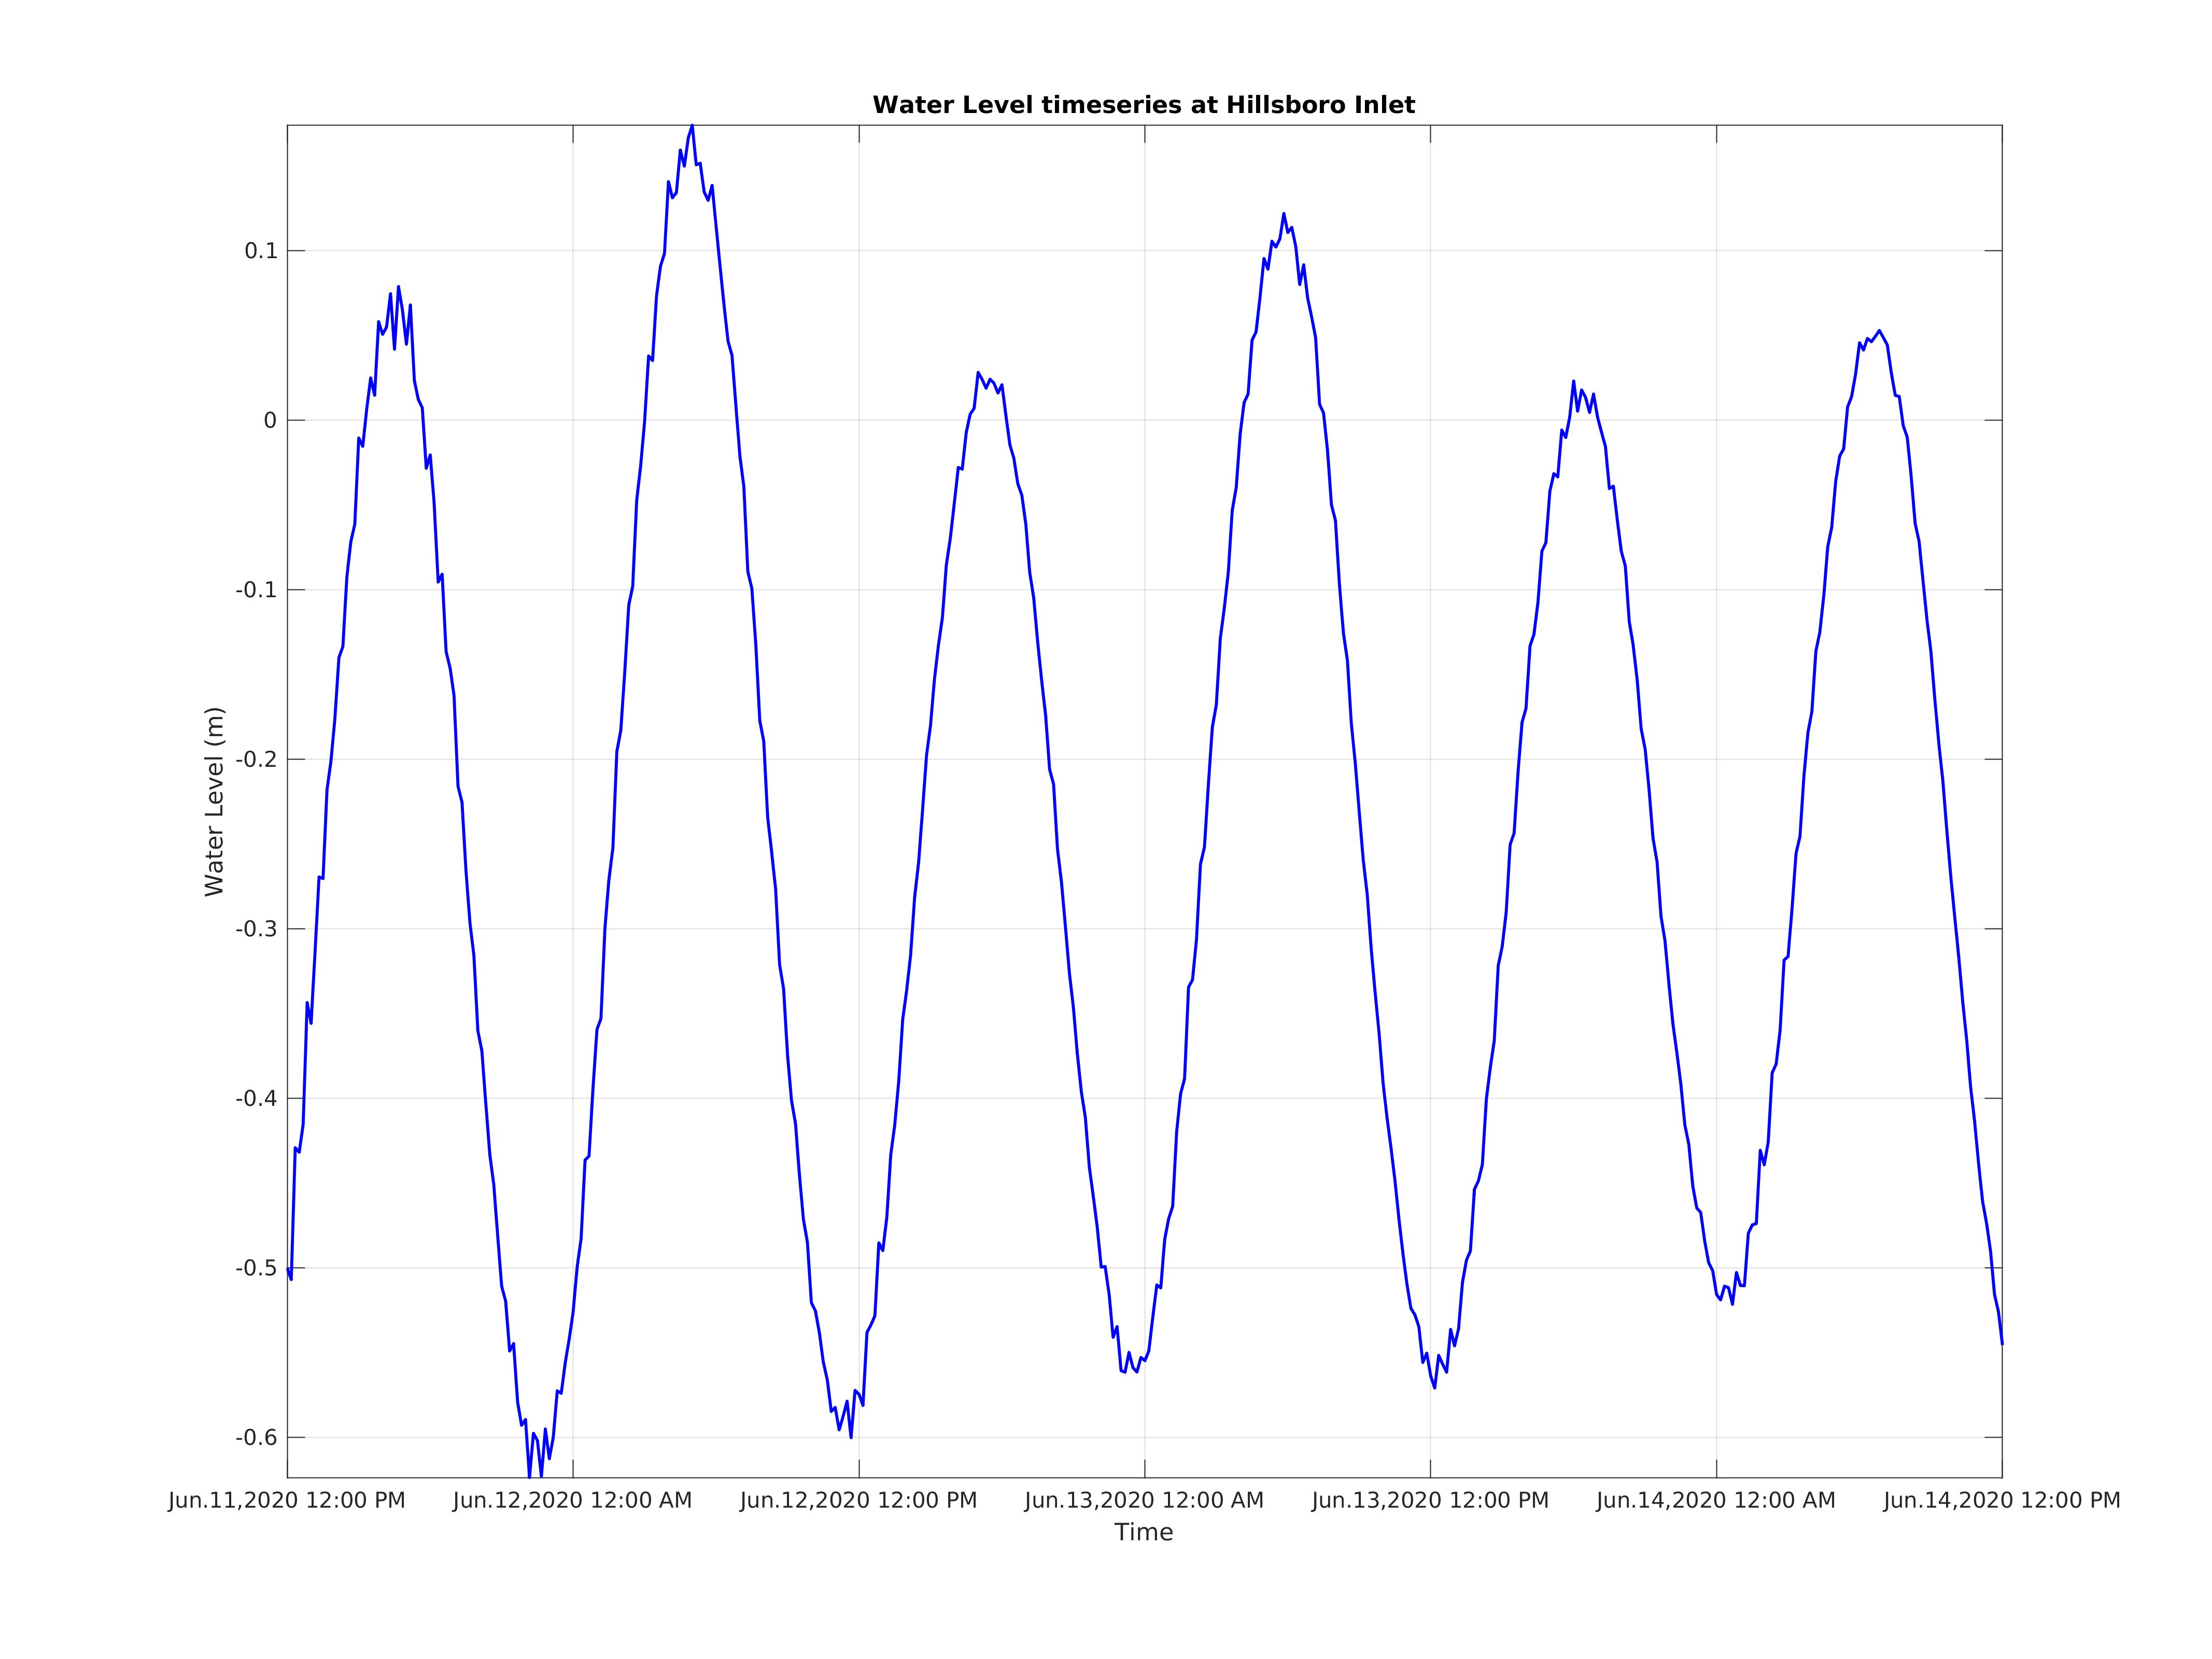 Water Level timeseries at Hillsboro Inlet
0.1
0
-0.1
-0.2
-0.3
-0.4
-0.5
-0.6
Water Level (m)
Jun.11,2020 12:00 PM
Jun.12,2020 12:00 AM
Jun.12,2020 12:00 PM
Jun.13,2020 12:00 AM
Jun.13,2020 12:00 PM
Jun.14,2020 12:00 AM
Jun.14,2020 12:00 PM
Time